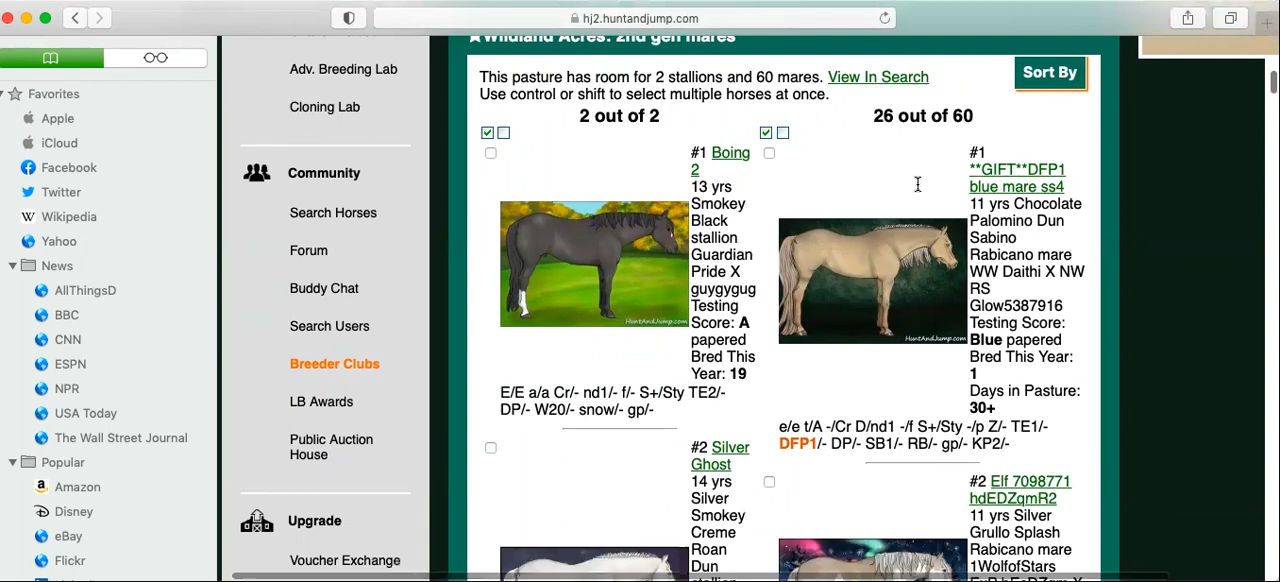 hj2.huntandjump.com
Favorites
Apple
iCloud
Facebook
Twitter
Wikipedia
Yahoo
News
AllThingsD
BBC
CNN
ESPN
NPR
USA Today
The Wall Street Journal
Popular
Amazon
Disney
eBay
Flickr
Adv. Breeding Lab
Cloning Lab
Community
Search Horses
Forum
Buddy Chat
Search Users
Breeder Clubs
LB Awards
Public Auction
House
Upgrade
Voucher Exchange
★Wildland Acres: 2nd gen mares
This pasture has room for 2 stallions and 60 mares. View In Search
Use control or shift to select multiple horses at once.
Sort By
2 out of 2
#1 Boing
2
13 yrs
Smokey
Black
stallion
Guardian
Pride X
guygygug
Testing
Score: A
papered
Bred This
Year: 19
HuntAndJump.com
E/E a/a Cr/- nd1/- f/- S+/Sty TE2/-
DP/- W20/- snow/- gp/-
#2 Silver
Ghost
14 yrs
Silver
Smokey
Creme
Roan
Dun
stallion
26 out of 60
#1
**GIFT**DFP1
blue mare ss4
11 yrs Chocolate
Palomino Dun
Sabino
Rabicano mare
WW Daithi X NW
RS
Glow5387916
Testing Score:
Blue papered
Bred This Year:
1
Days in Pasture:
30+
HuntAndJump.com
e/e t/A -/Cr D/nd1 -/f S+/Sty -/p Z/- TE1/-
DFP1/- DP/- SB1/- RB/- gp/- KP2/-
#2 Elf 7098771
hdEDZqmR2
11 yrs Silver
Grullo Splash
Rabicano mare
1WolfofStars